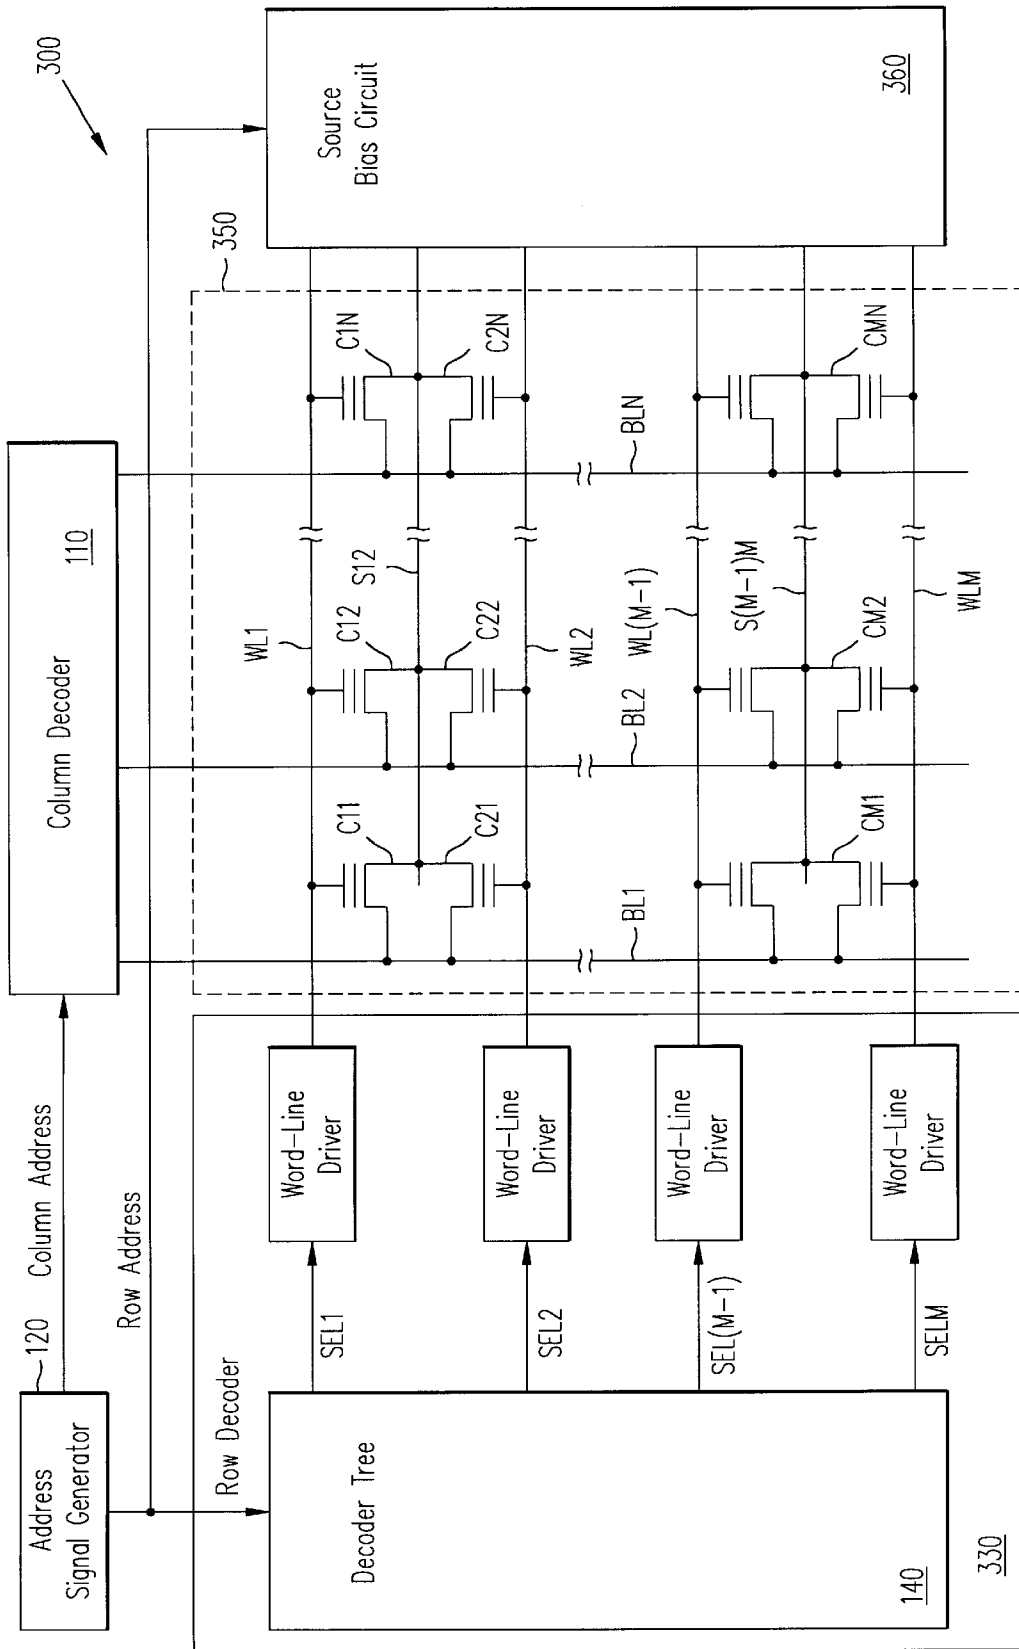 300
Address
Signal Generator
120
Column Address
Column Decoder
110
Row Address
Row Decoder
Decoder Tree
140
330
SEL1
SEL2
SEL(M-1)
SELM
Word-Line
Driver
Word-Line
Driver
Word-Line
Driver
Word-Line
Driver
350
WL1
C11
C12
C1N
S12
C21
C22
C2N
WL2
BL1
BL2
BLN
WL(M-1)
S(M-1)M
CM1
CM2
CMN
WLM
Source
Bias Circuit
360